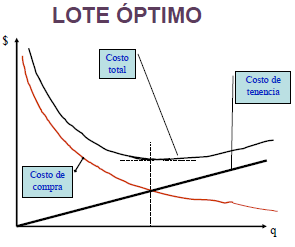 LOTE ÓPTIMO
$
Costo
total
Costo de
tenencia
Costo de
compra
q